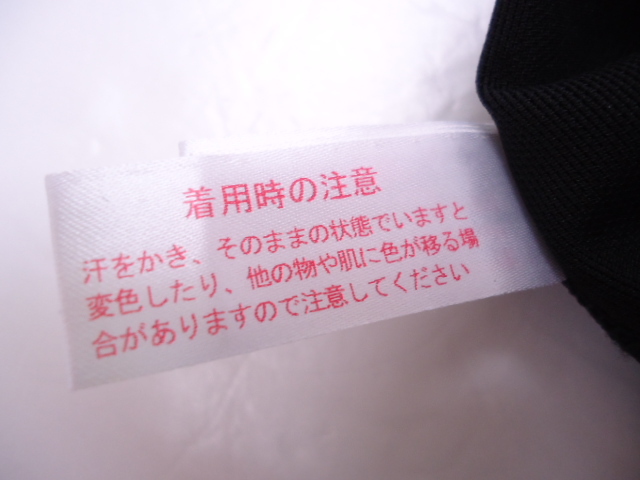 着用時の注意
汗をかき、そのままの状態でいますと
変色したり、他の物や肌に色が移る場
合がありますので注意してください